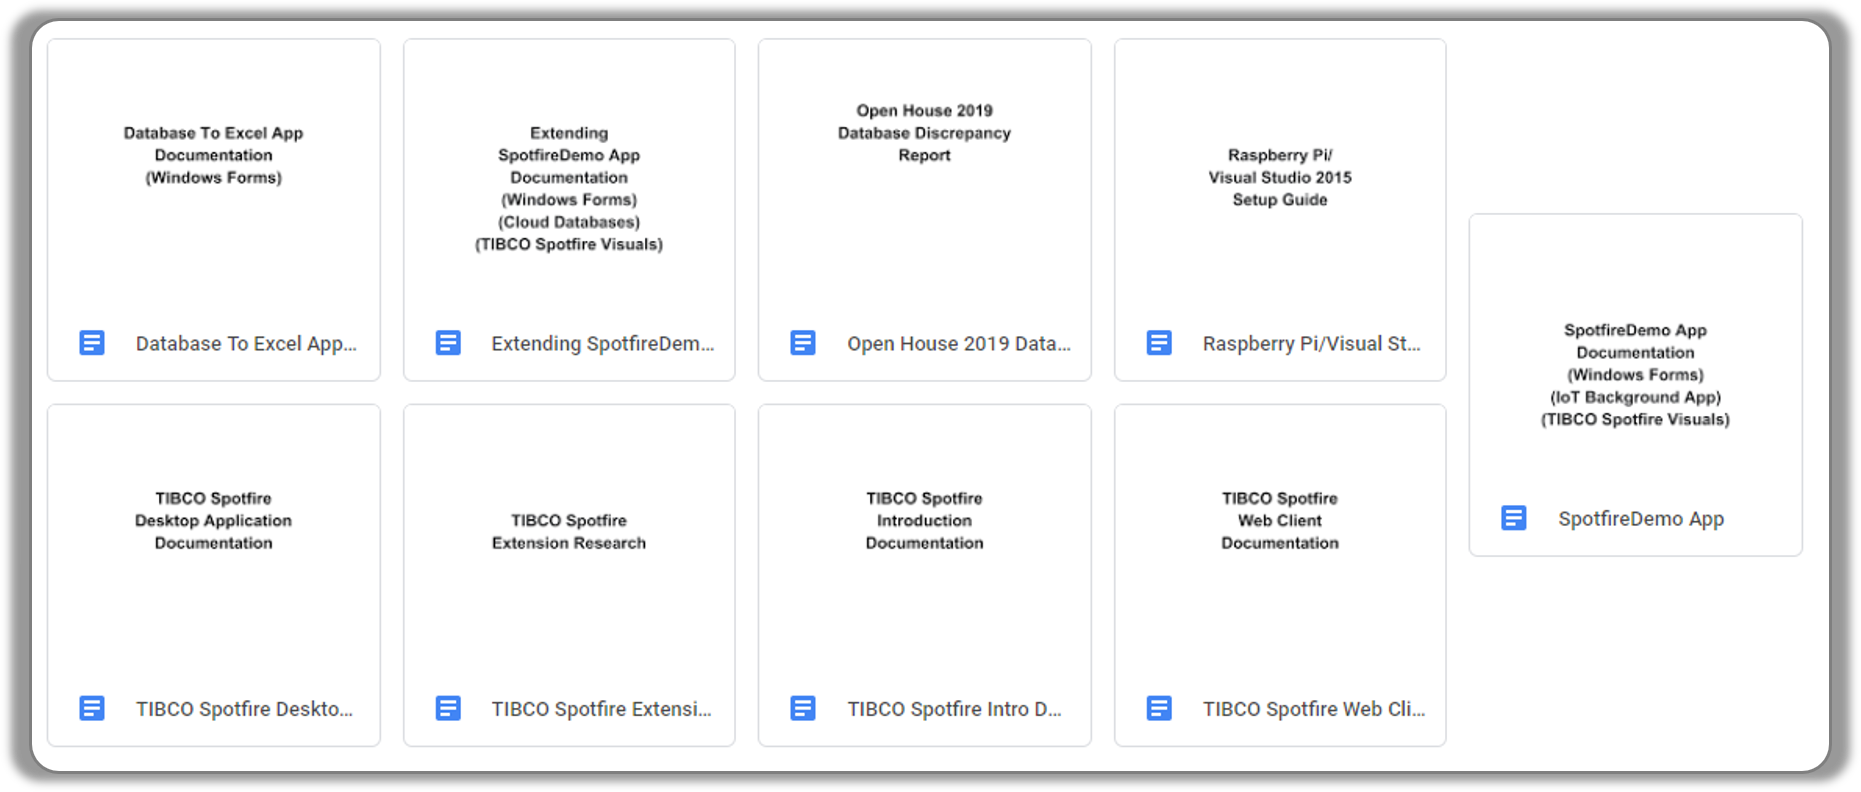 Database To Excel App
Documentation
(Windows Forms)
Database To Excel App...
Extending
SpotfireDemo App
Documentation
(Windows Forms)
(Cloud Databases)
(TIBCO Spotfire Visuals)
Extending SpotfireDem...
Open House 2019
Database Discrepancy
Report
Open House 2019 Data...
Raspberry Pi/
Visual Studio 2015
Setup Guide
Raspberry Pi/Visual St...
SpotfireDemo App
Documentation
(Windows Forms)
(IoT Background App)
(TIBCO Spotfire Visuals)
SpotfireDemo App
TIBCO Spotfire
Desktop Application
Documentation
TIBCO Spotfire Deskto...
TIBCO Spotfire
Extension Research
TIBCO Spotfire Extensi...
TIBCO Spotfire
Introduction
Documentation
TIBCO Spotfire Intro D...
TIBCO Spotfire
Web Client
Documentation
TIBCO Spotfire Web Cli...